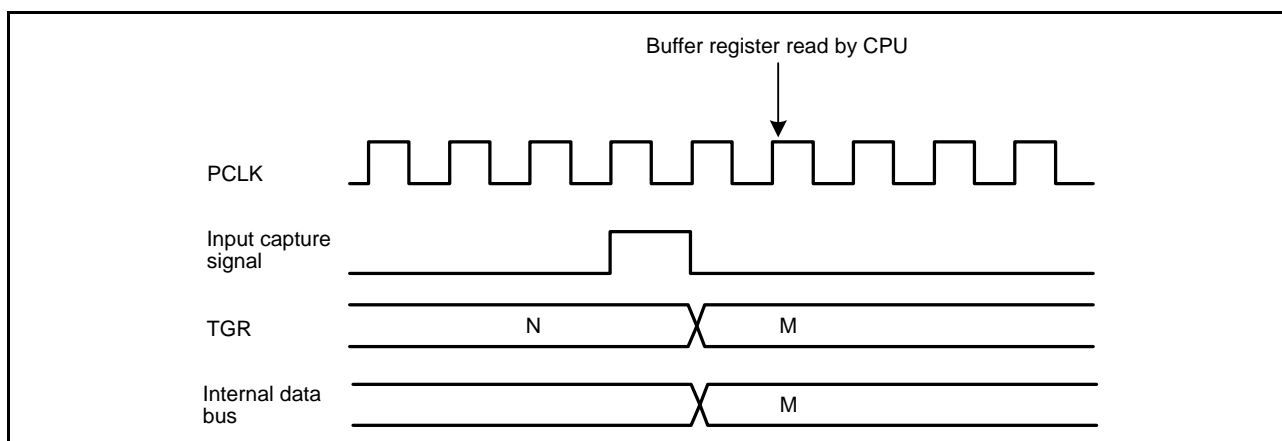 Buffer register read by CPU
PCLK
Input capture
signal
TGR
N
M
Internal data
bus
M